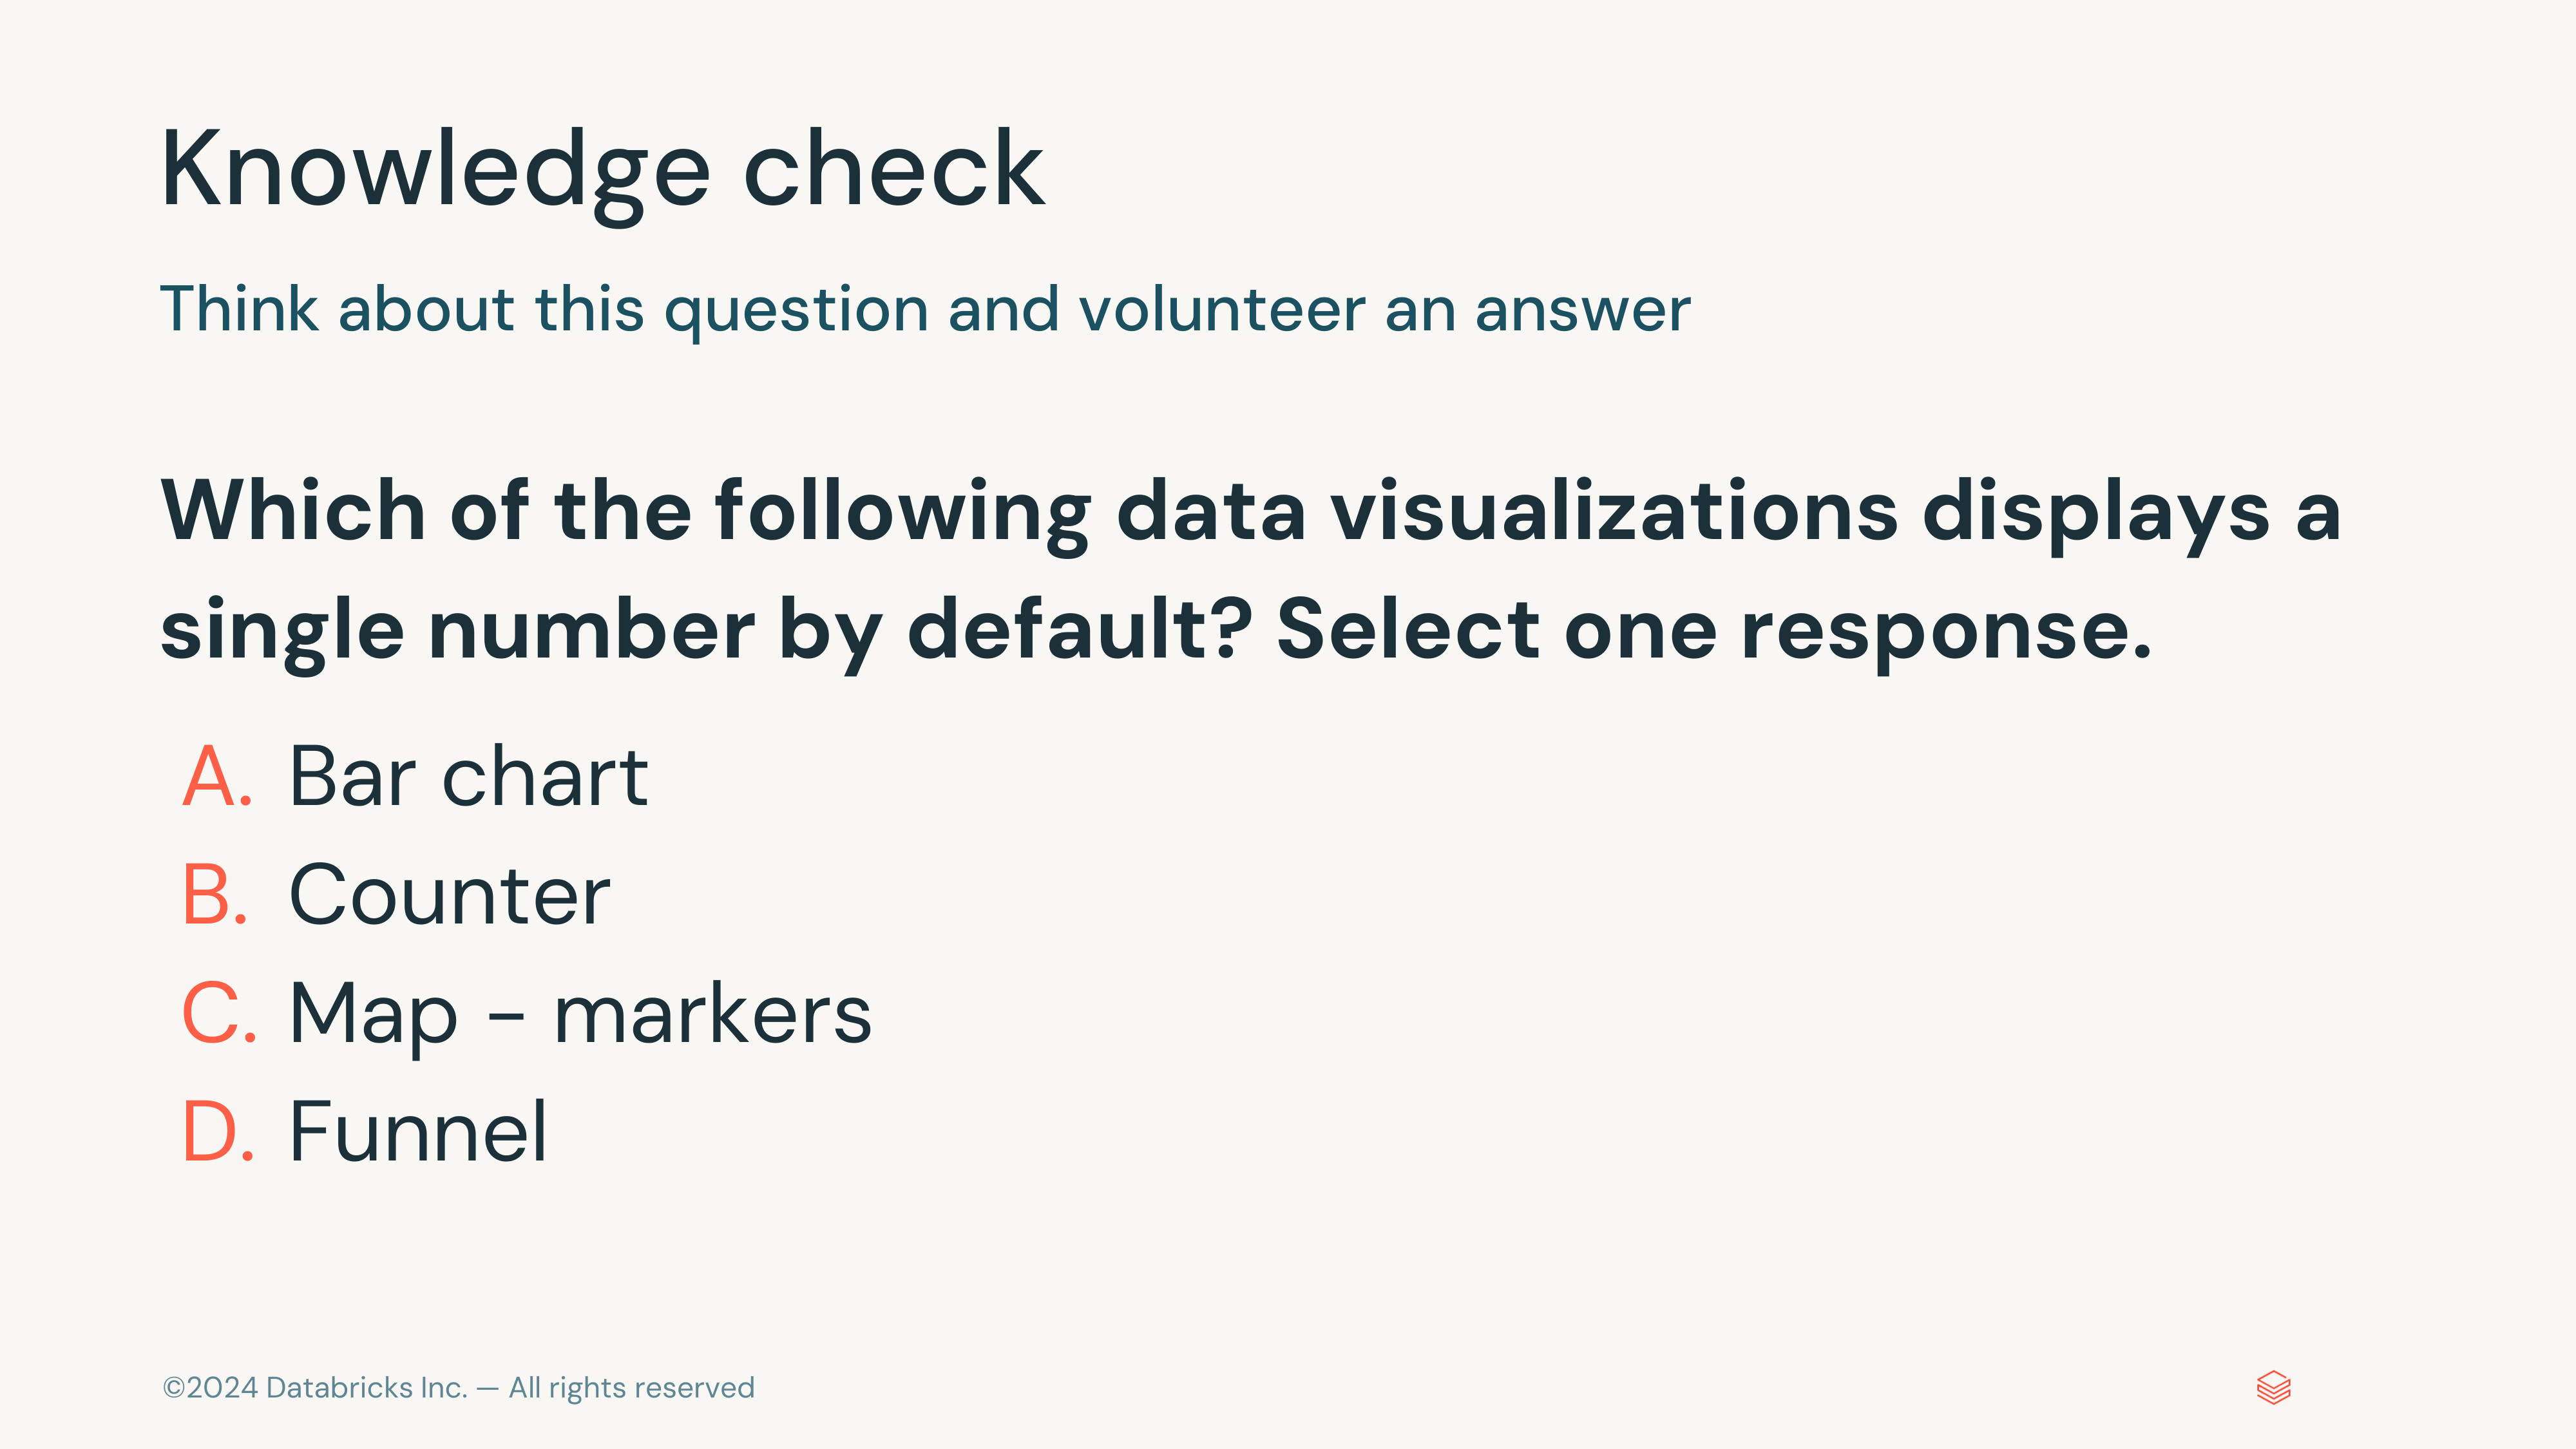 Knowledge check
Think about this question and volunteer an answer
Which of the following data visualizations displays a
single number by default? Select one response.
A. Bar chart
B. Counter
C. Map - markers
D. Funnel
©2024 Databricks Inc. — All rights reserved